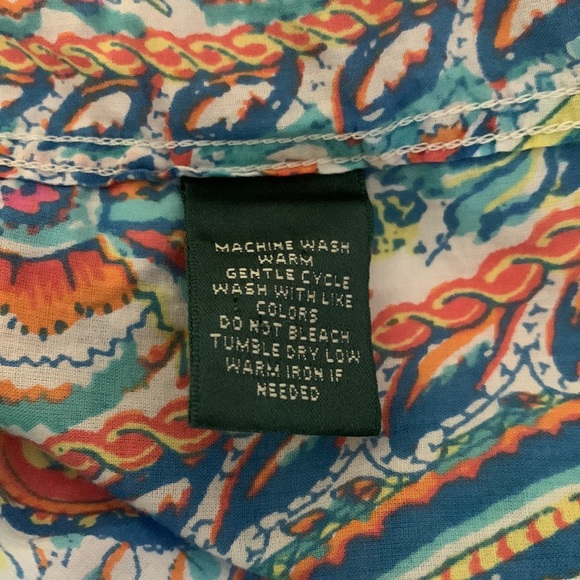 MACHINE WASH
WARM
GENTLE CYCLE
WASH WITH LIKE
COLORS
DO NOT BLEACH
TUMBLE DRY LOW
WARM IRON IF
NEEDED